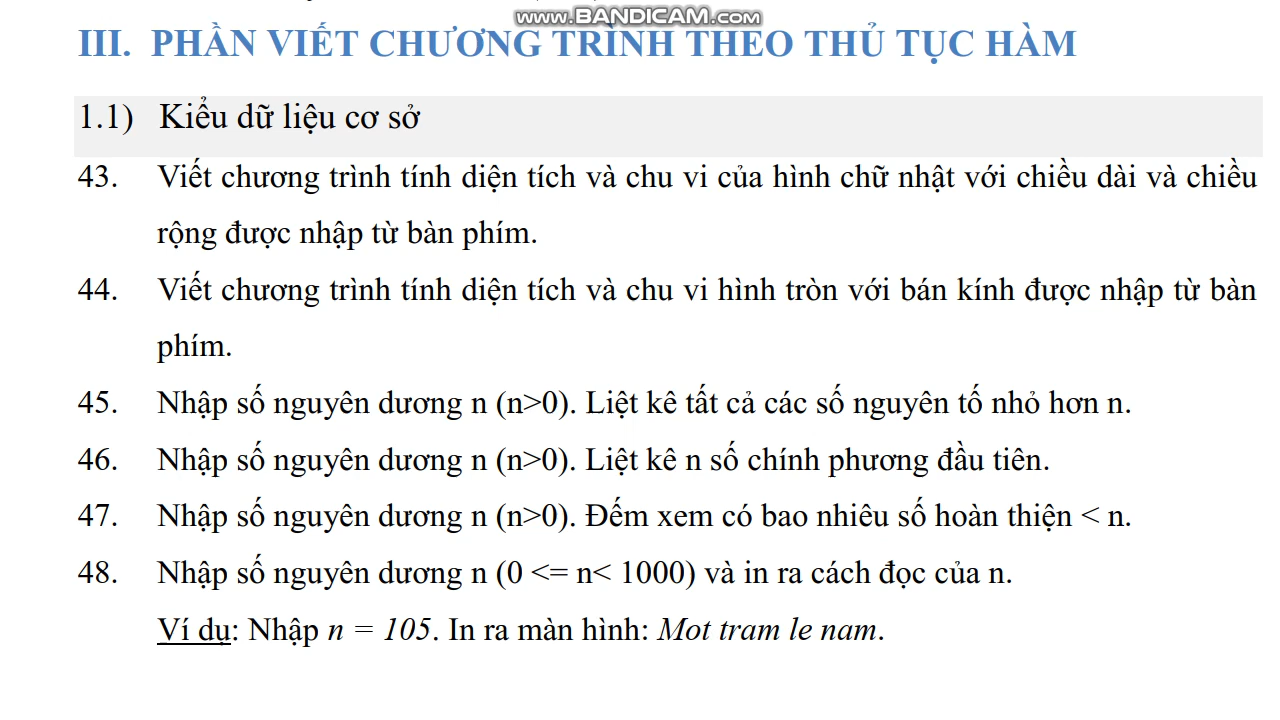 www.BANDICAM.com
III. PHẦN VIẾT CHƯƠNG TRÌNH THEO THỦ TỤC HÀM
1.1) Kiểu dữ liệu cơ sở
43. Viết chương trình tính diện tích và chu vi của hình chữ nhật với chiều dài và chiều
rộng được nhập từ bàn phím.
44. Viết chương trình tính diện tích và chu vi hình tròn với bán kính được nhập từ bàn
phím.
45. Nhập số nguyên dương n (n>0). Liệt kê tất cả các số nguyên tố nhỏ hơn n.
46. Nhập số nguyên dương n (n>0). Liệt kê n số chính phương đầu tiên.
47. Nhập số nguyên dương n (n>0). Đếm xem có bao nhiêu số hoàn thiện < n.
48. Nhập số nguyên dương n (0 <= n< 1000) và in ra cách đọc của n.
Ví dụ: Nhập n = 105. In ra màn hình: Mot tram le nam.